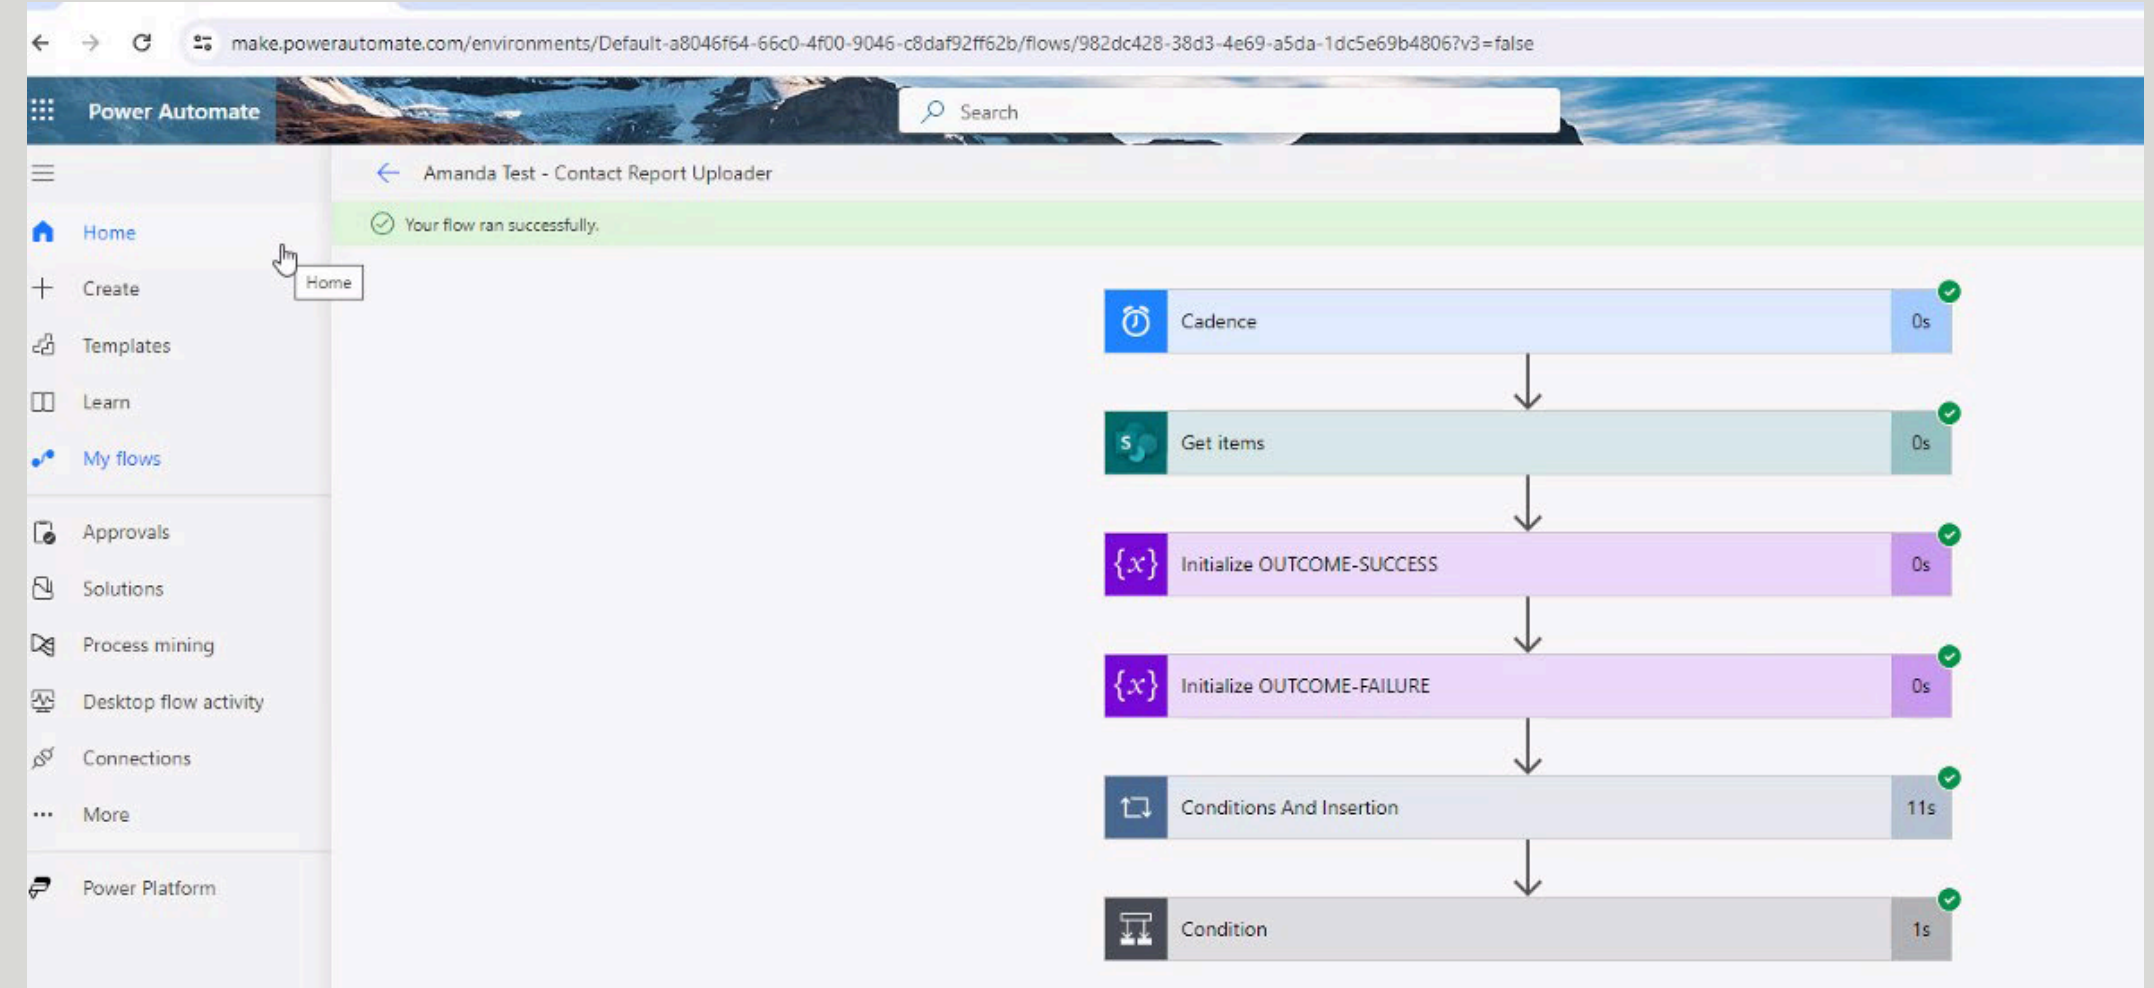 make.powerautomate.com/environments/Default-a8046f64-66c0-4f00-9046-c8daf92ff62b/flows/982dc428-38d3-4e69-a5da-1dc5e69b4806?v3=false
Power Automate
Search
Amanda Test - Contact Report Uploader
Your flow ran successfully.
Home
Home
Create
Templates
Learn
My flows
Approvals
Solutions
Process mining
Desktop flow activity
Connections
More
Power Platform
Cadence 0s
S Get items 0s
{x} Initialize OUTCOME-SUCCESS 0s
{x} Initialize OUTCOME-FAILURE 0s
Conditions And Insertion 11s
Condition 1s